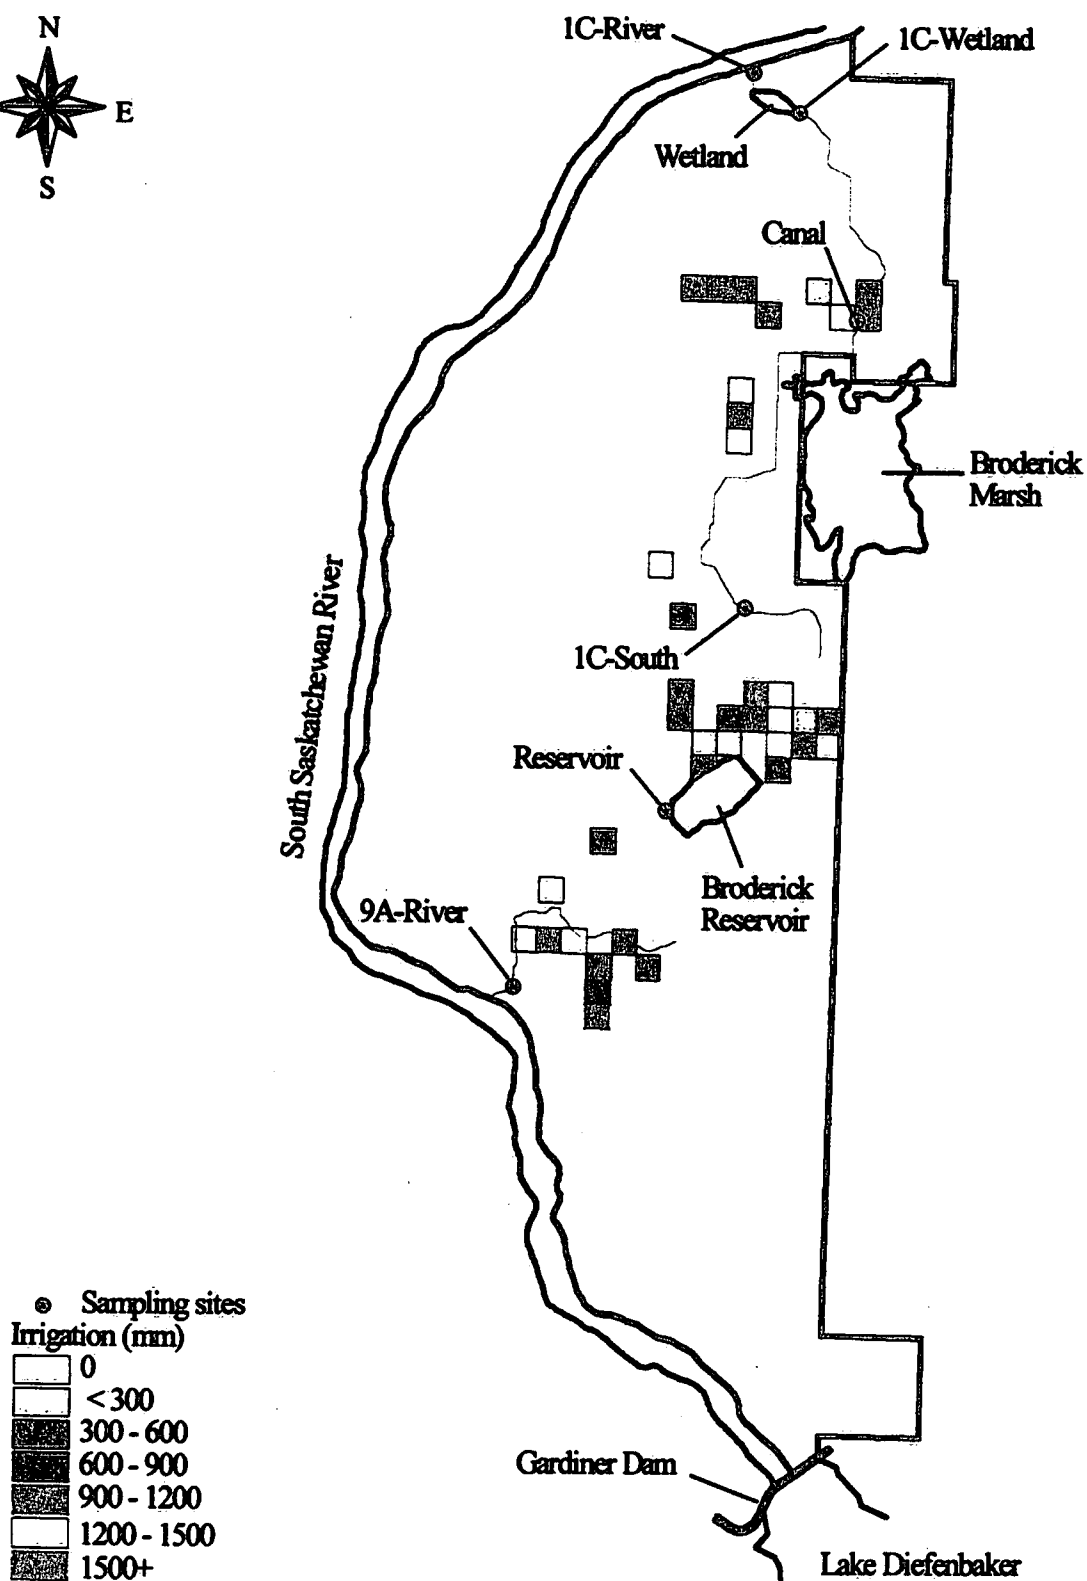 N
E
S
1C-River
1C-Wetland
Wetland
Canal
Broderick
Marsh
South Saskatchewan River
1C-South
Reservoir
Broderick
Reservoir
9A-River
Sampling sites
Irrigation (mm)
0
< 300
300 - 600
600 - 900
900 - 1200
1200 - 1500
1500+
Gardiner Dam
Lake Diefenbaker